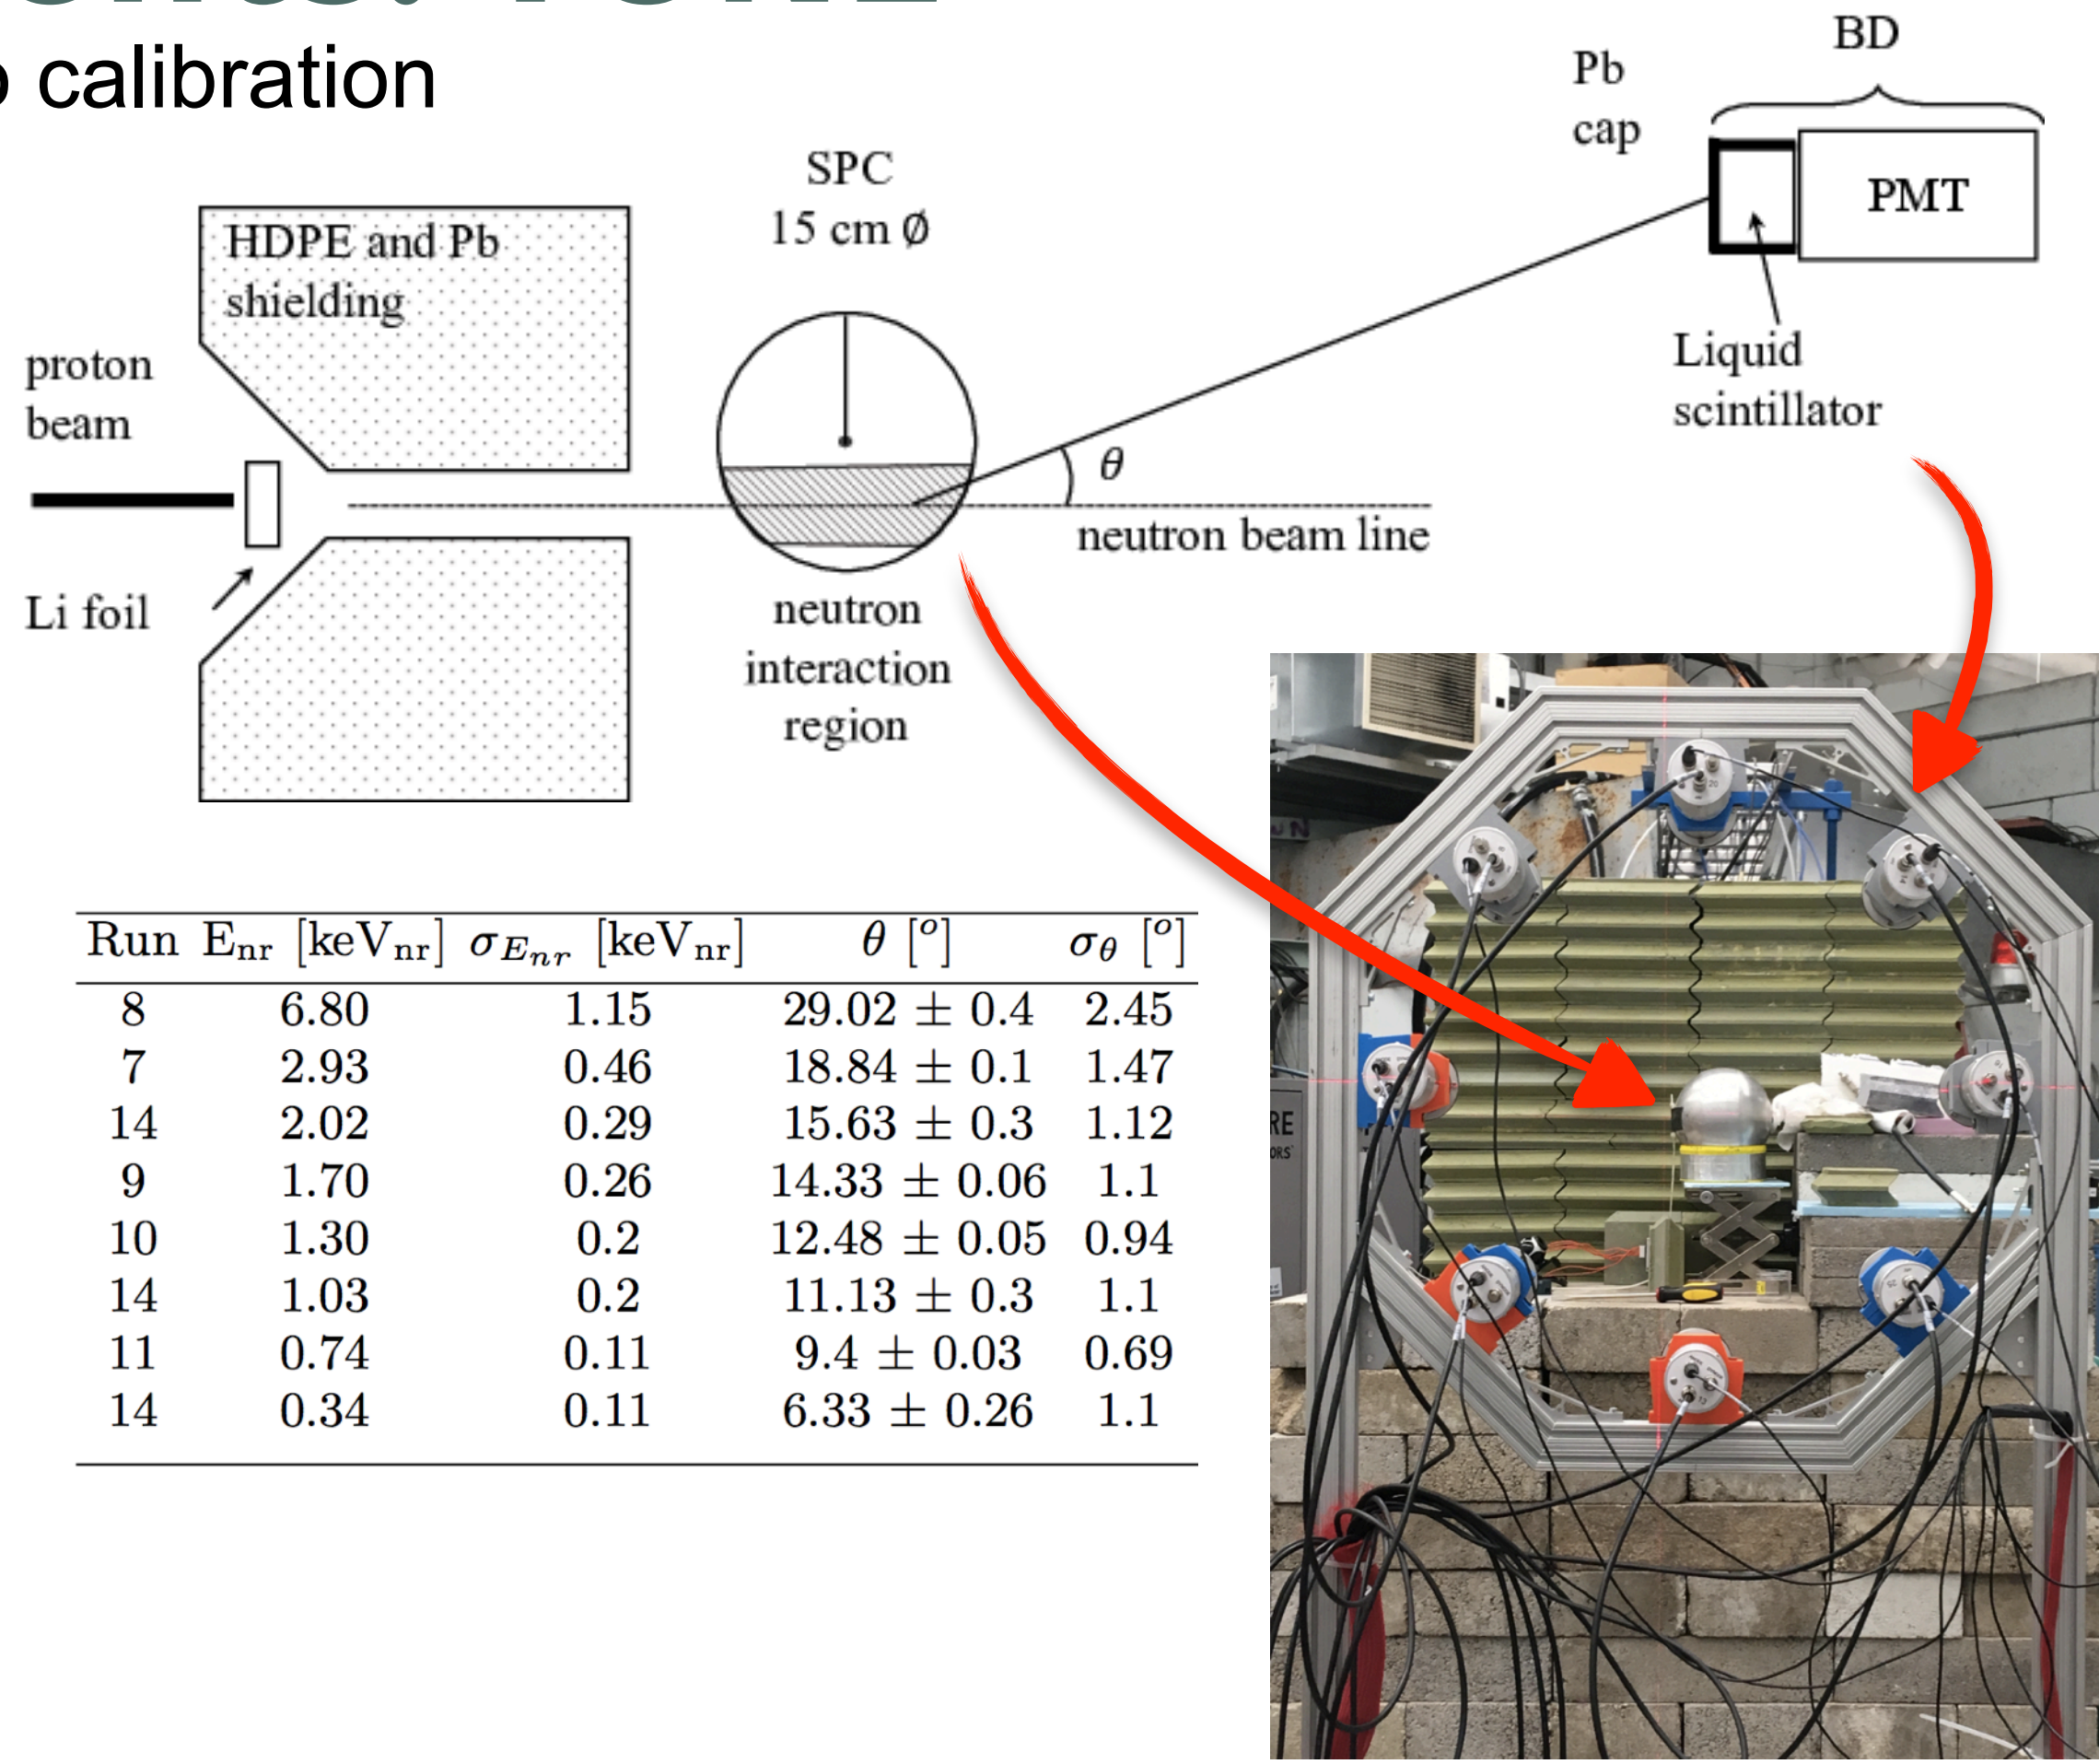 calibration
BD
Pb
cap
SPC
15 cm Ø
PMT
HDPE and Pb
shielding
proton
beam
Liquid
scintillator
θ
neutron beam line
Li foil
neutron
interaction
region
Run E_nr [keV_nr] σ_E_nr [keV_nr] θ [°] σ_θ [°]
8 6.80 1.15 29.02 ± 0.4 2.45
7 2.93 0.46 18.84 ± 0.1 1.47
14 2.02 0.29 15.63 ± 0.3 1.12
9 1.70 0.26 14.33 ± 0.06 1.1
10 1.30 0.2 12.48 ± 0.05 0.94
14 1.03 0.2 11.13 ± 0.3 1.1
11 0.74 0.11 9.4 ± 0.03 0.69
14 0.34 0.11 6.33 ± 0.26 1.1